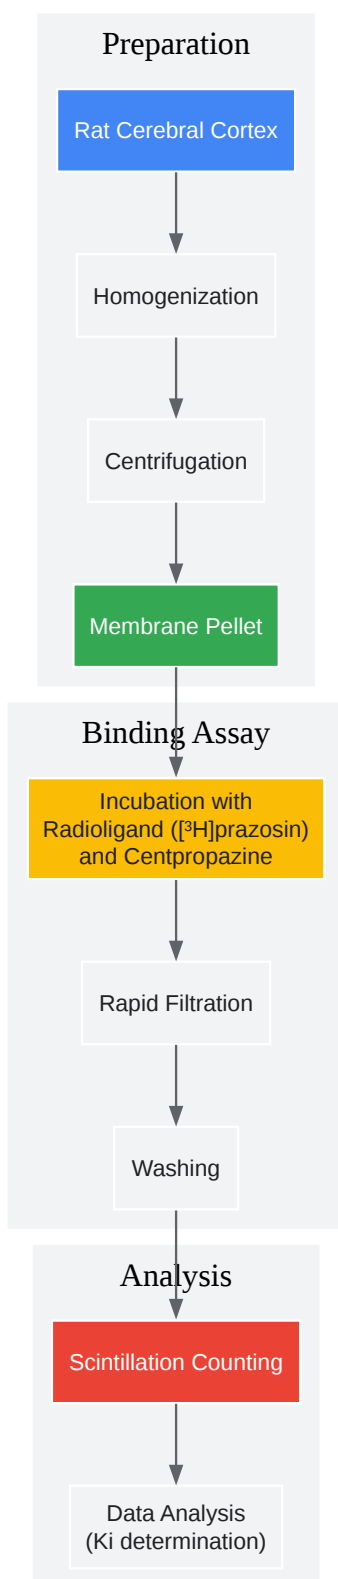 Preparation
Rat Cerebral Cortex
Homogenization
Centrifugation
Membrane Pellet
Binding Assay
Incubation with
Radioligand ([³H]prazosin)
and Centpropazine
Rapid Filtration
Washing
Analysis
Scintillation Counting
Data Analysis
(Ki determination)